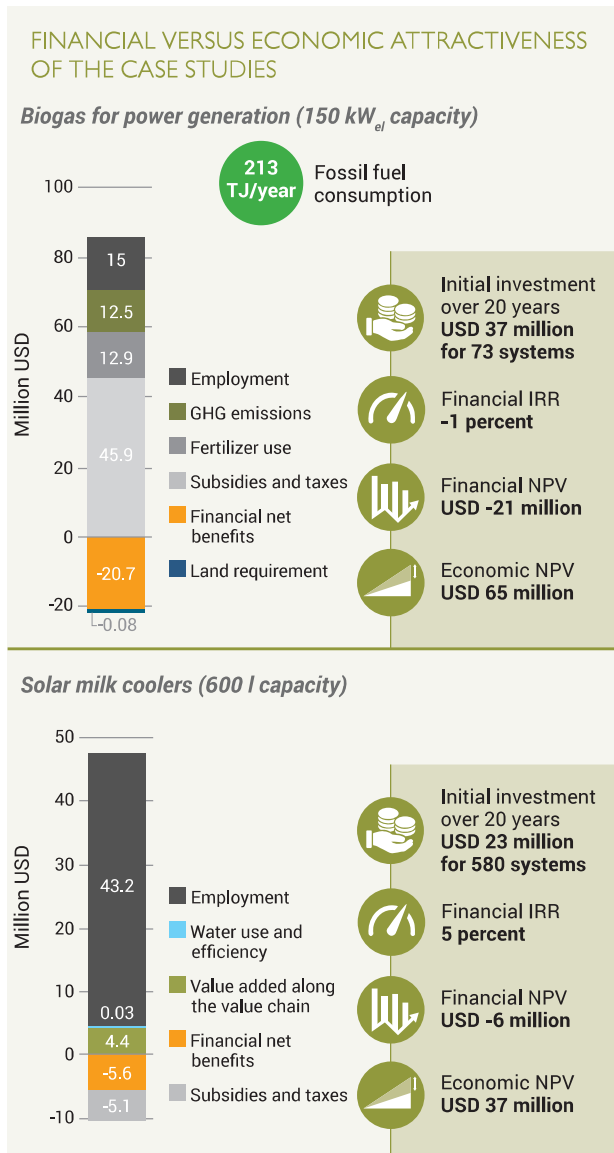 FINANCIAL VERSUS ECONOMIC ATTRACTIVENESS
OF THE CASE STUDIES
Biogas for power generation (150 kWel capacity)
213
TJ/year
Fossil fuel
consumption
Million USD
100
80
60
40
20
0
-20
15
12.5
12.9
45.9
-20.7
-0.08
Employment
GHG emissions
Fertilizer use
Subsidies and taxes
Financial net
benefits
Land requirement
Initial investment
over 20 years
USD 37 million
for 73 systems
Financial IRR
-1 percent
Financial NPV
USD -21 million
Economic NPV
USD 65 million
Solar milk coolers (600 l capacity)
Million USD
50
40
30
20
10
0
-10
43.2
0.03
4.4
-5.6
-5.1
Employment
Water use and
efficiency
Value added along
the value chain
Financial net
benefits
Subsidies and taxes
Initial investment
over 20 years
USD 23 million
for 580 systems
Financial IRR
5 percent
Financial NPV
USD -6 million
Economic NPV
USD 37 million